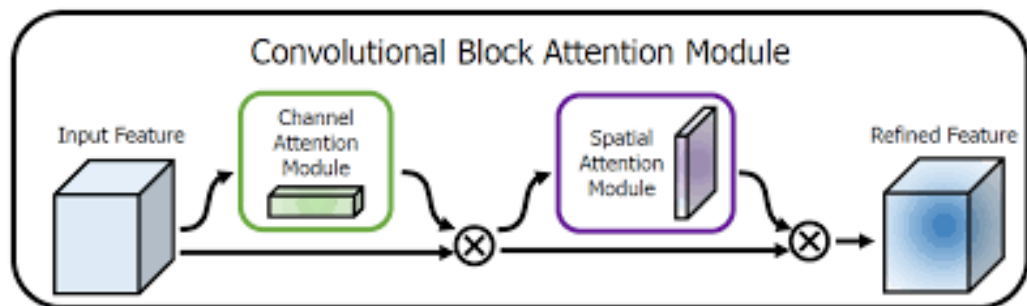 Convolutional Block Attention Module
Input Feature
Channel
Attention
Module
Spatial
Attention
Module
Refined Feature